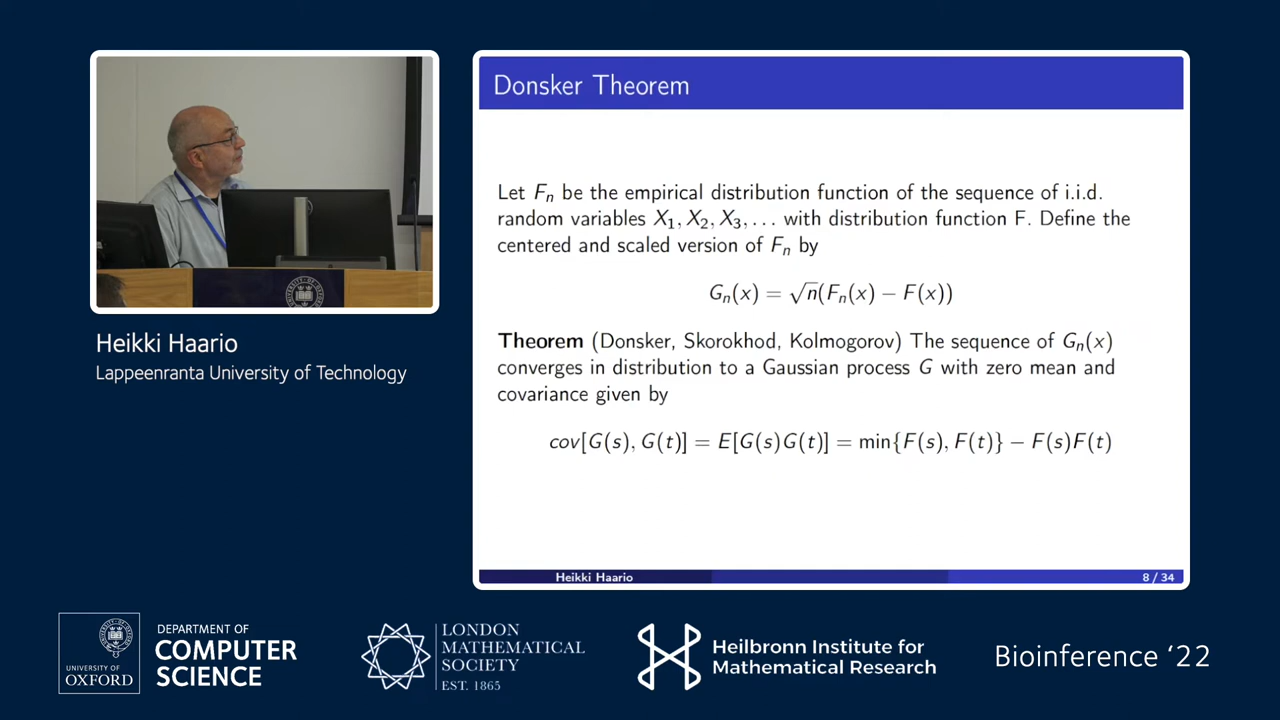 Donsker Theorem
Let Fₙ be the empirical distribution function of the sequence of i.i.d.
random variables X₁, X₂, X₃, . . . with distribution function F. Define the
centered and scaled version of Fₙ by
Gₙ(x) = √n(Fₙ(x) − F(x))
Theorem (Donsker, Skorokhod, Kolmogorov) The sequence of Gₙ(x)
converges in distribution to a Gaussian process G with zero mean and
covariance given by
cov[G(s), G(t)] = E[G(s)G(t)] = min{F(s), F(t)} − F(s)F(t)
Heikki Haario
8 / 34
Heikki Haario
Lappeenranta University of Technology
UNIVERSITY OF
OXFORD
DEPARTMENT OF
COMPUTER
SCIENCE
LONDON
MATHEMATICAL
SOCIETY
EST. 1865
Heilbronn Institute for
Mathematical Research
Bioinference ‘22